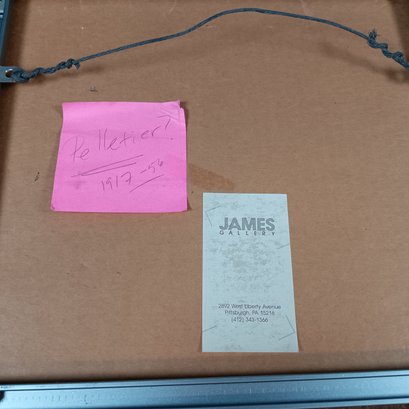 Pelletier?
1917-56
JAMES
GALLERY
2892 West Liberty Avenue
Pittsburgh, PA 15216
(412) 343-1366